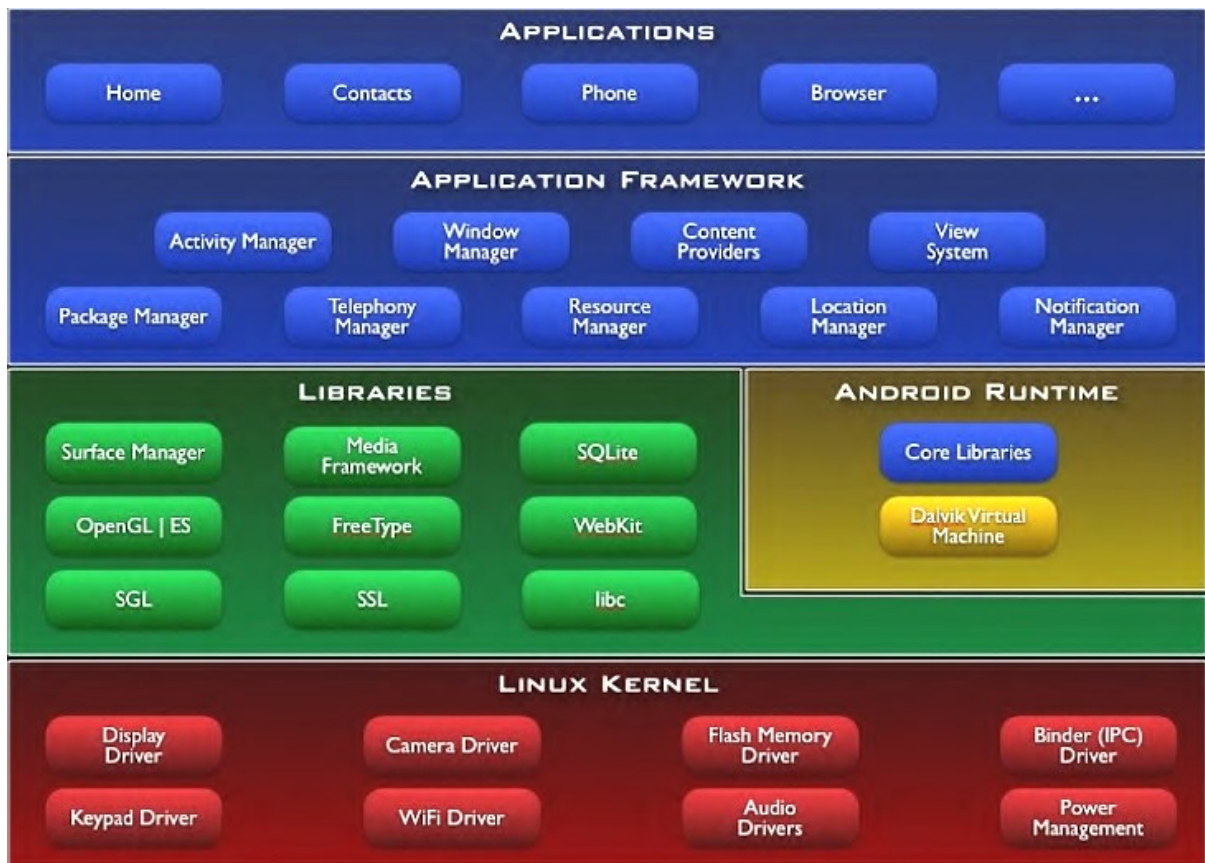 APPLICATIONS
Home
Contacts
Phone
Browser
...
APPLICATION FRAMEWORK
Activity Manager
Window
Manager
Content
Providers
View
System
Package Manager
Telephony
Manager
Resource
Manager
Location
Manager
Notification
Manager
LIBRARIES
Surface Manager
Media
Framework
SQLite
OpenGL | ES
FreeType
WebKit
SGL
SSL
libc
ANDROID RUNTIME
Core Libraries
Dalvik Virtual
Machine
LINUX KERNEL
Display
Driver
Camera Driver
Flash Memory
Driver
Binder (IPC)
Driver
Keypad Driver
WiFi Driver
Audio
Drivers
Power
Management